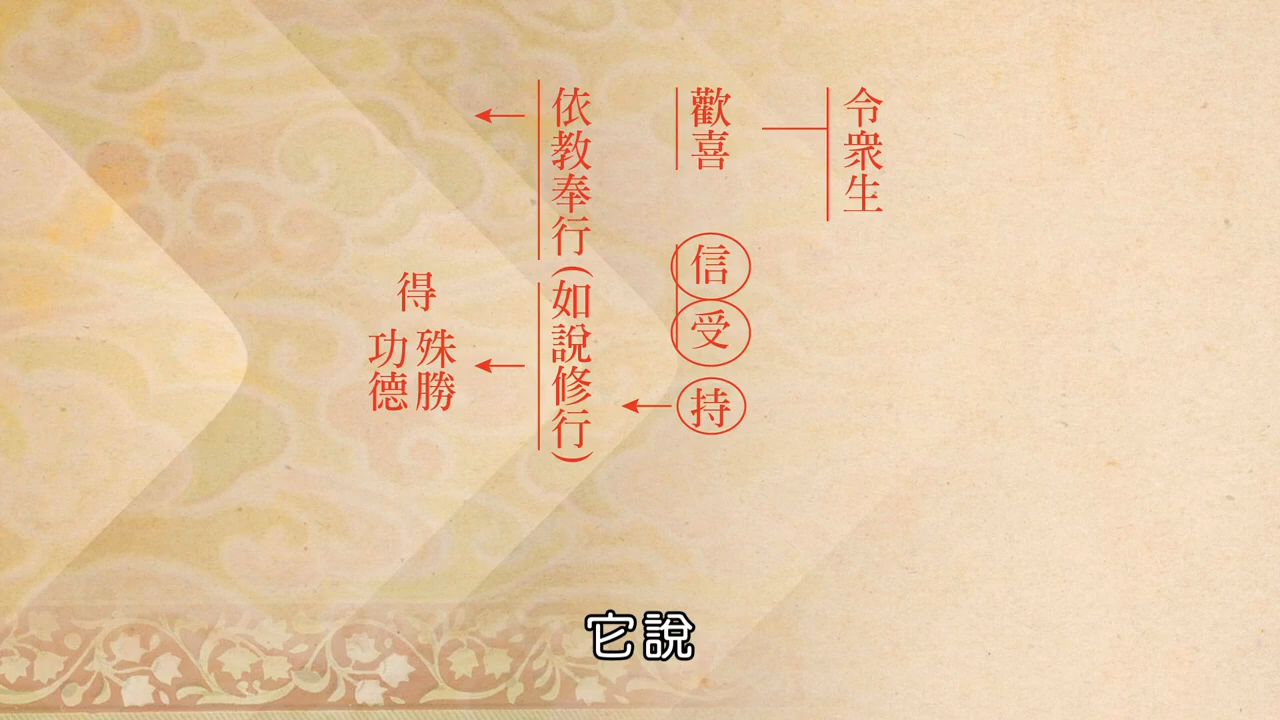 令衆生
歡喜
信受持
依教奉行(如說修行)
得
殊勝
功德
它說